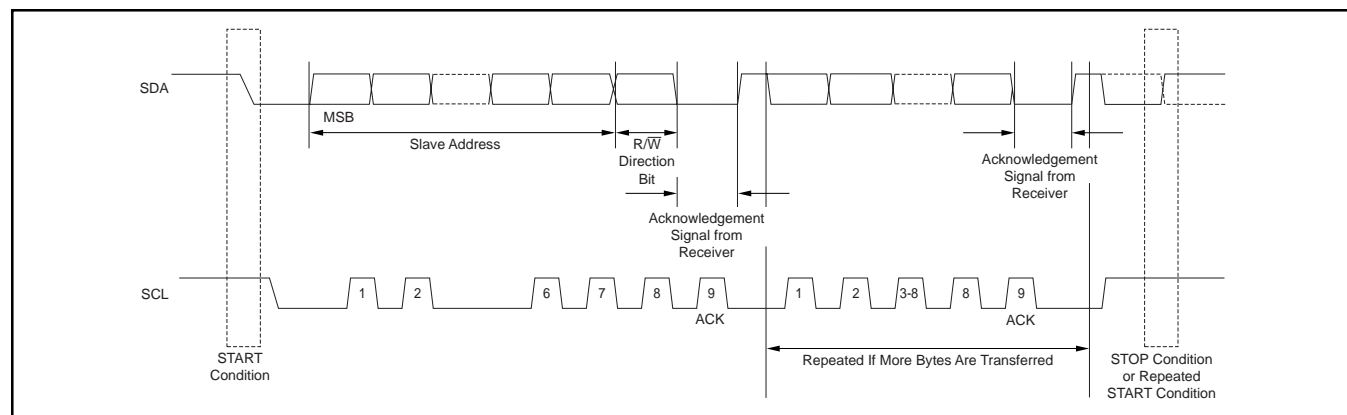 SDA
MSB
Slave Address
R/W̅
Direction
Bit
Acknowledgement
Signal from
Receiver
Acknowledgement
Signal from
Receiver
SCL
1
2
6
7
8
9
1
2
3-8
8
9
ACK
ACK
START
Condition
Repeated If More Bytes Are Transferred
STOP Condition
or Repeated
START Condition